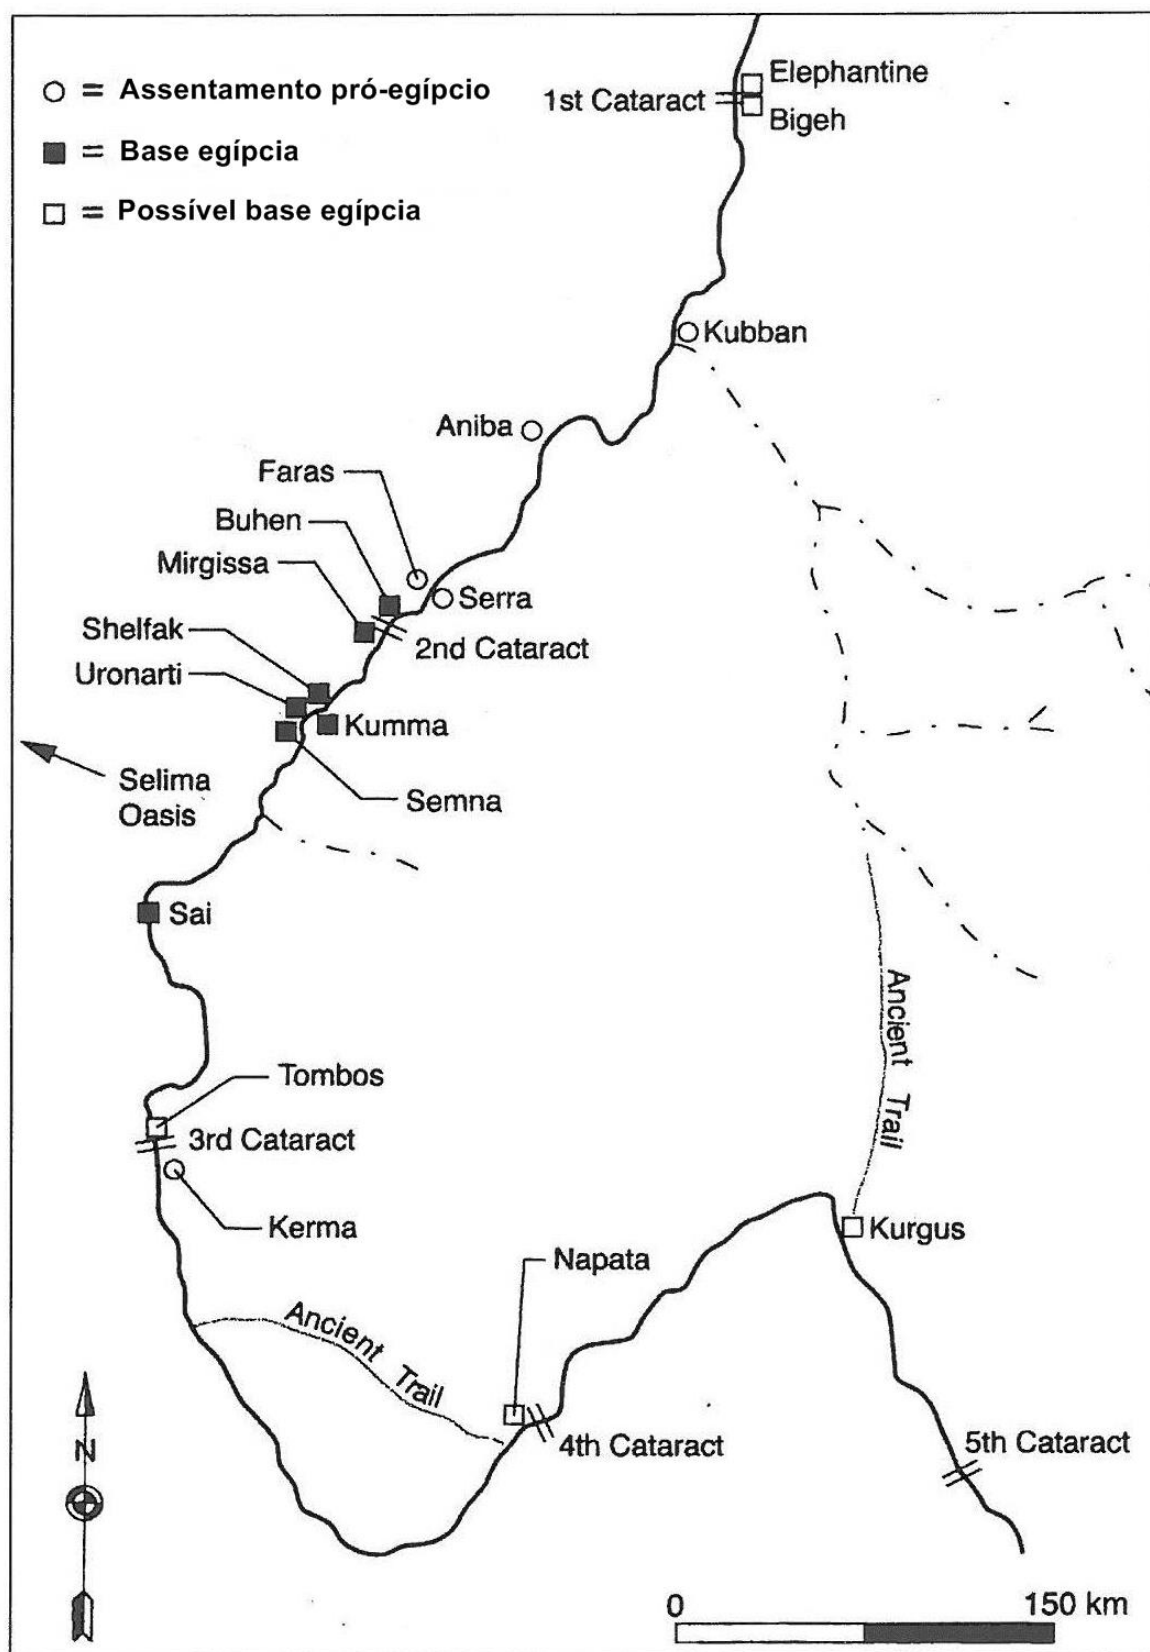 ○ = Assentamento pró-egípcio
■ = Base egípcia
□ = Possível base egípcia
Elephantine
1st Cataract
Bigeh
Kubban
Aniba
Faras
Buhen
Mirgissa
Serra
Shelfak
2nd Cataract
Uronarti
Kumma
Selima
Oasis
Semna
Sai
Ancient Trail
Tombos
3rd Cataract
Kerma
Kurgus
Napata
Ancient Trail
4th Cataract
5th Cataract
N
0 150 km